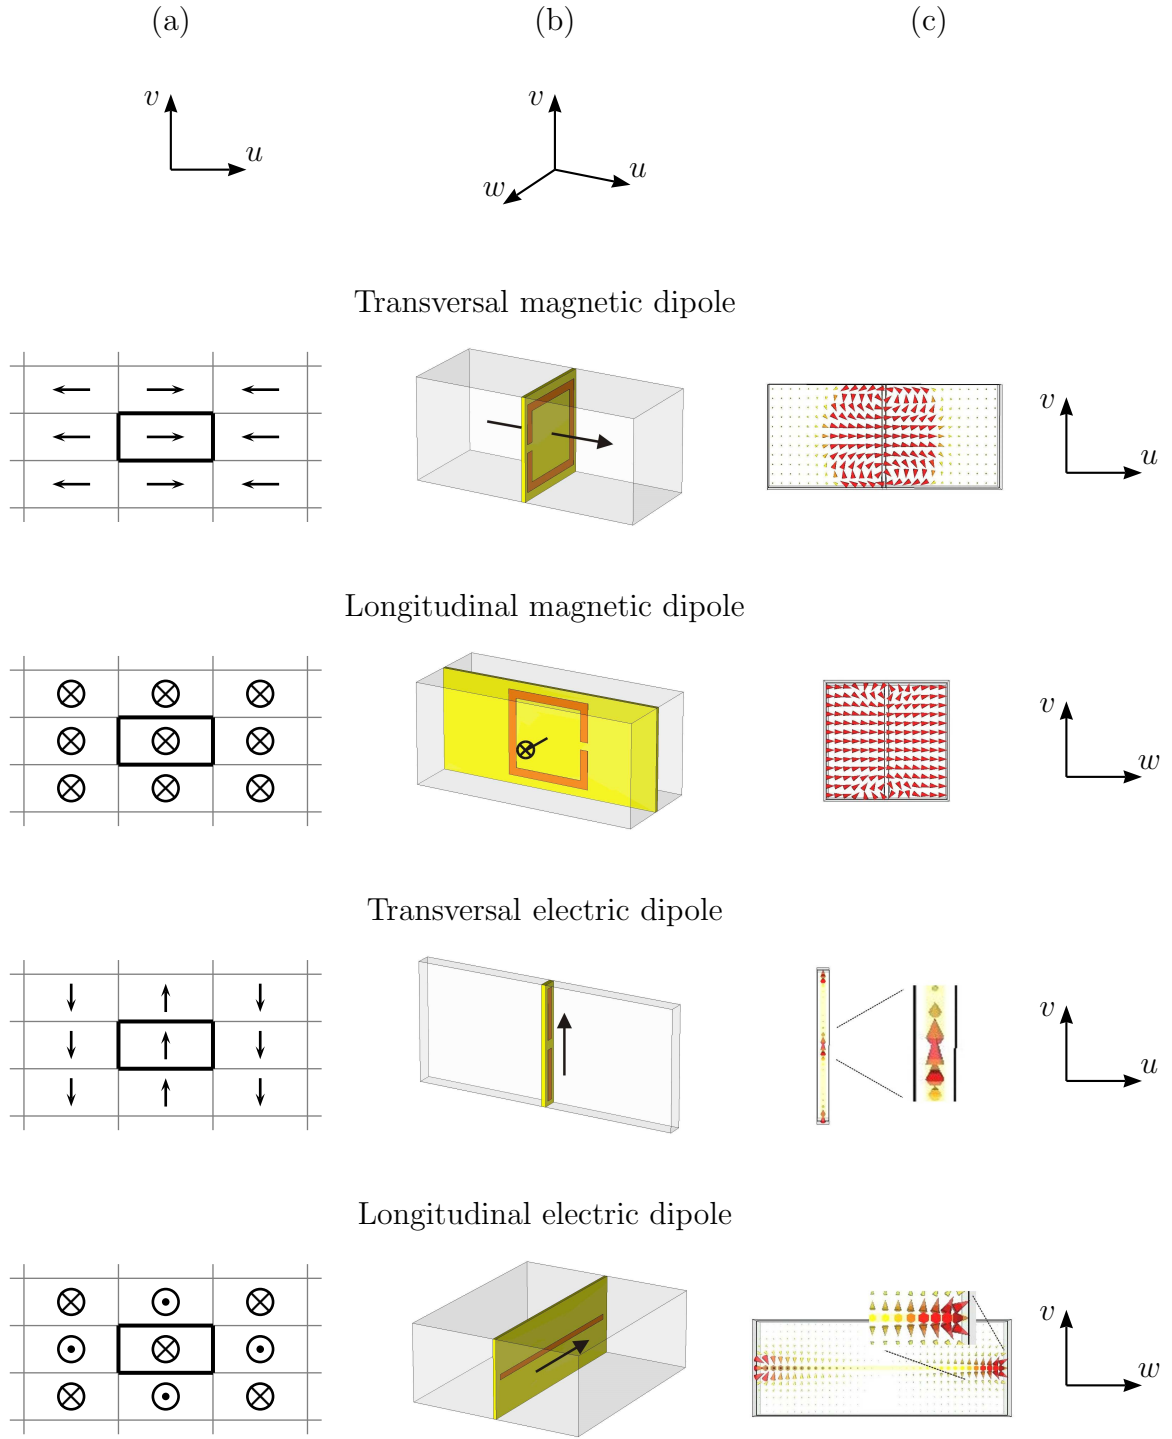 (a) (b) (c)
v v
u u
w
Transversal magnetic dipole
v
u
Longitudinal magnetic dipole
v
w
Transversal electric dipole
v
u
Longitudinal electric dipole
v
w